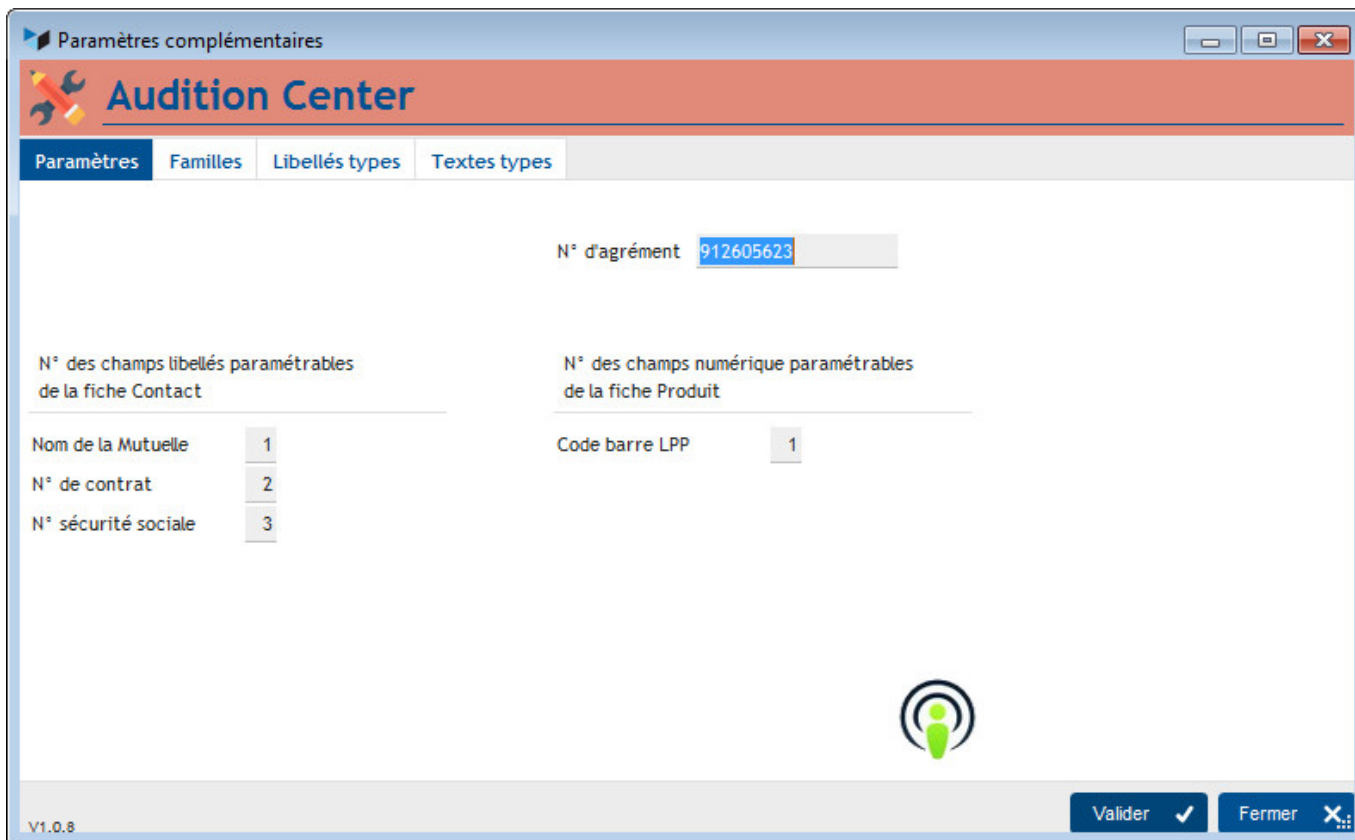 Paramètres complémentaires
Audition Center
Paramètres Familles Libellés types Textes types
N° d'agrément 912605623
N° des champs libellés paramétrables
de la fiche Contact
N° des champs numérique paramétrables
de la fiche Produit
Nom de la Mutuelle 1
Code barre LPP 1
N° de contrat 2
N° sécurité sociale 3
Valider Fermer
V1.0.8